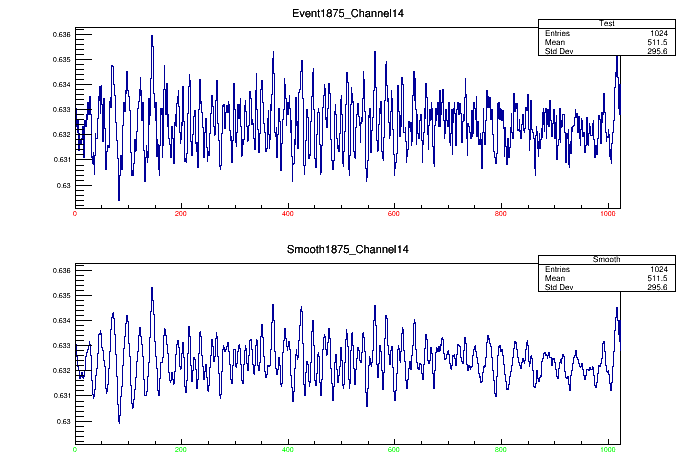 Event1875_Channel14
Test
Entries 1024
Mean 511.5
Std Dev 295.6
0.636
0.635
0.634
0.633
0.632
0.631
0.63
0 200 400 600 800 1000
Smooth1875_Channel14
Smooth
Entries 1024
Mean 511.5
Std Dev 295.6
0.636
0.635
0.634
0.633
0.632
0.631
0.63
0 200 400 600 800 1000